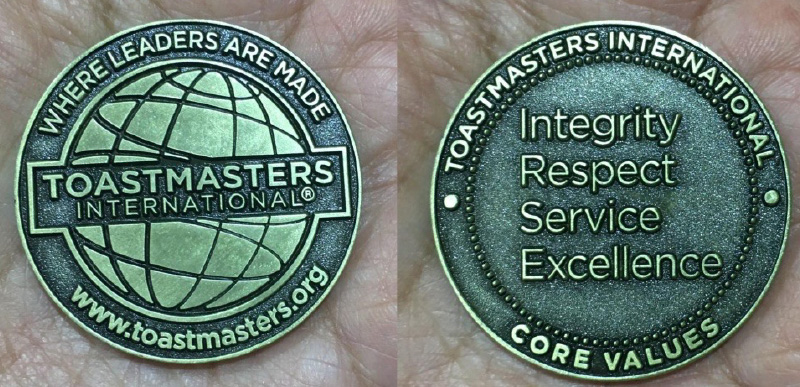 WHERE LEADERS ARE MADE
TOASTMASTERS
INTERNATIONAL®
www.toastmasters.org
TOASTMASTERS INTERNATIONAL
Integrity
Respect
Service
Excellence
CORE VALUES